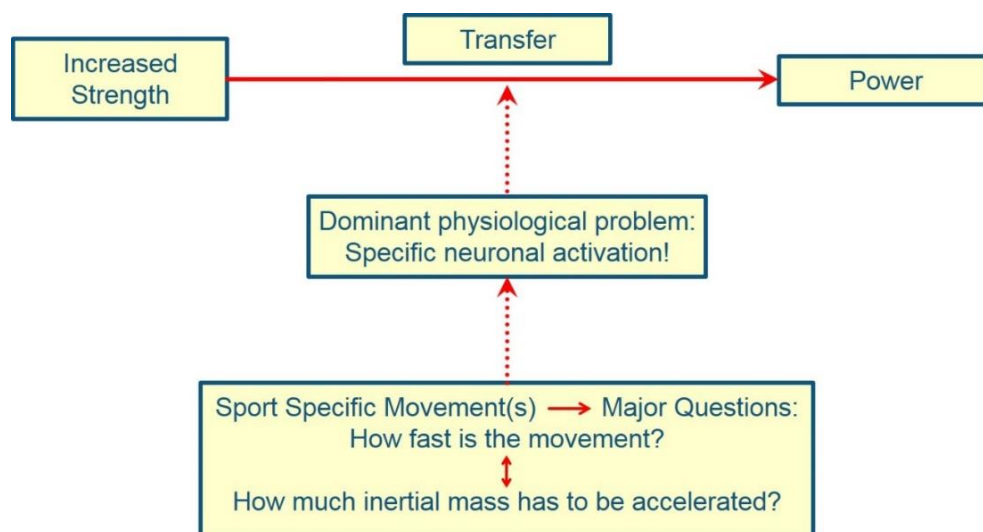 Transfer
Increased
Strength
Power
Dominant physiological problem:
Specific neuronal activation!
Sport Specific Movement(s) → Major Questions:
How fast is the movement?
How much inertial mass has to be accelerated?